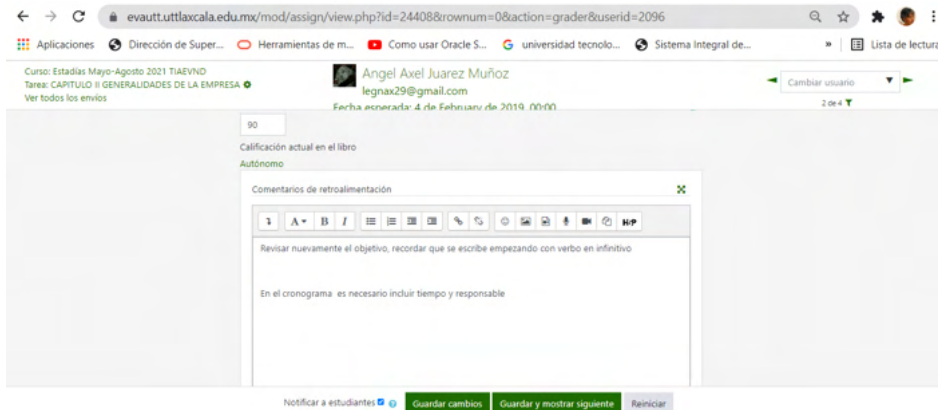 evautt.uttlaxcala.edu.mx/mod/assign/view.php?id=24408&rownum=0&action=grader&userid=2096
Aplicaciones Dirección de Super... Herramientas de m... Como usar Oracle S... universidad tecnolo... Sistema Integral de... » Lista de lectura
Curso: Estadías Mayo-Agosto 2021 TIAEVND
Tarea: CAPITULO II GENERALIDADES DE LA EMPRESA
Ver todos los envíos
Angel Axel Juarez Muñoz
legnax29@gmail.com
Fecha esperada: 4 de February de 2019, 00:00
Cambiar usuario
2 de 4
90
Calificación actual en el libro
Autónomo
Comentarios de retroalimentación
A B I H-P
Revisar nuevamente el objetivo, recordar que se escribe empezando con verbo en infinitivo
En el cronograma es necesario incluir tiempo y responsable
Notificar a estudiantes Guardar cambios Guardar y mostrar siguiente Reiniciar